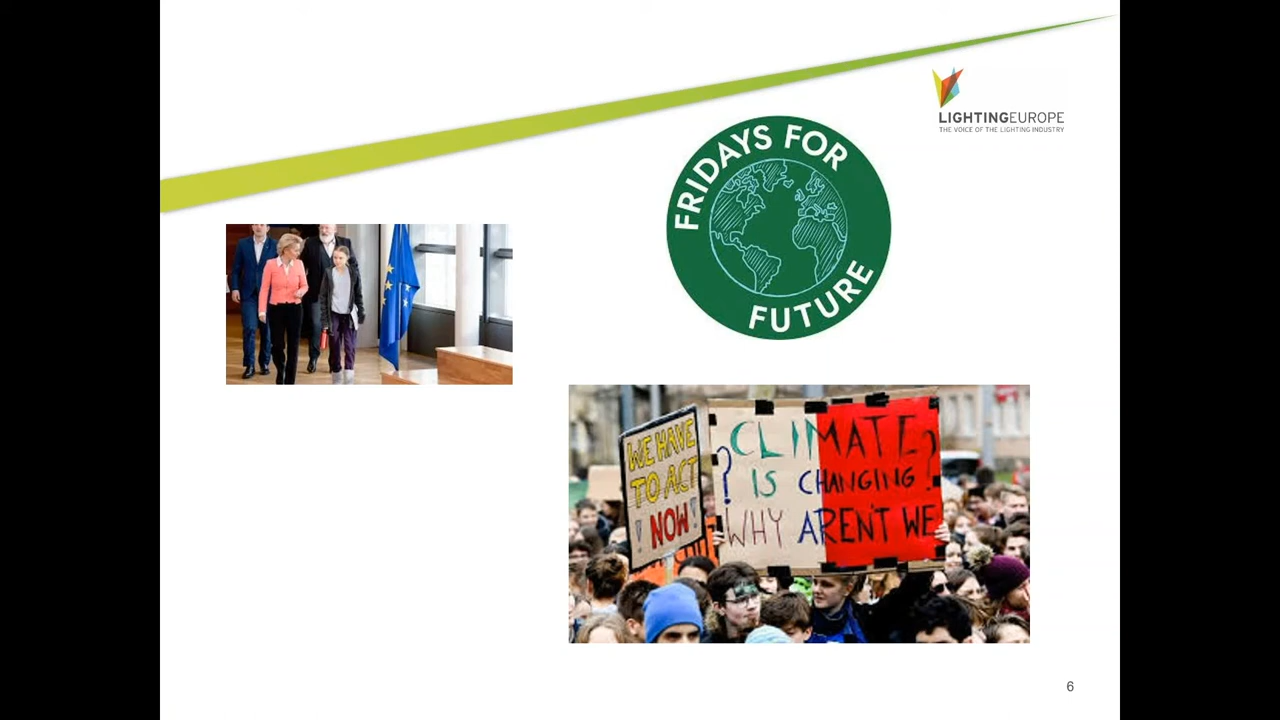 LIGHTINGEUROPE
THE VOICE OF THE LIGHTING INDUSTRY
FRIDAYS FOR
FUTURE
WE HAVE
TO ACT
! NOW !
CLIMATE
? IS CHANGING !?
WHY AREN'T WE
6